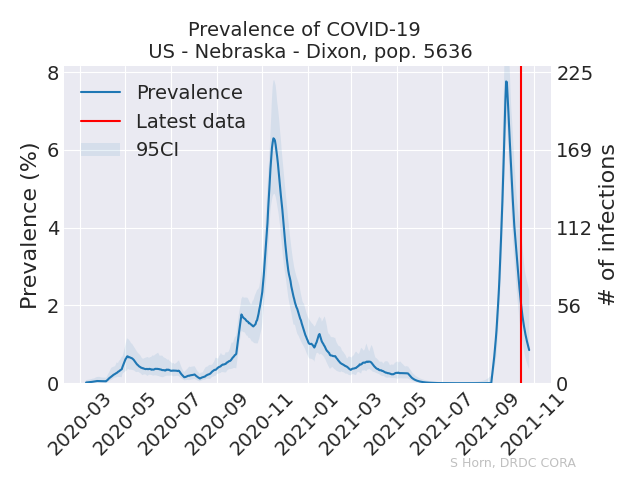 Prevalence of COVID-19
US - Nebraska - Dixon, pop. 5636
Prevalence
Latest data
95CI
Prevalence (%)
8
6
4
2
0
# of infections
225
169
112
56
0
2020-03
2020-05
2020-07
2020-09
2020-11
2021-01
2021-03
2021-05
2021-07
2021-09
2021-11
S Horn, DRDC CORA